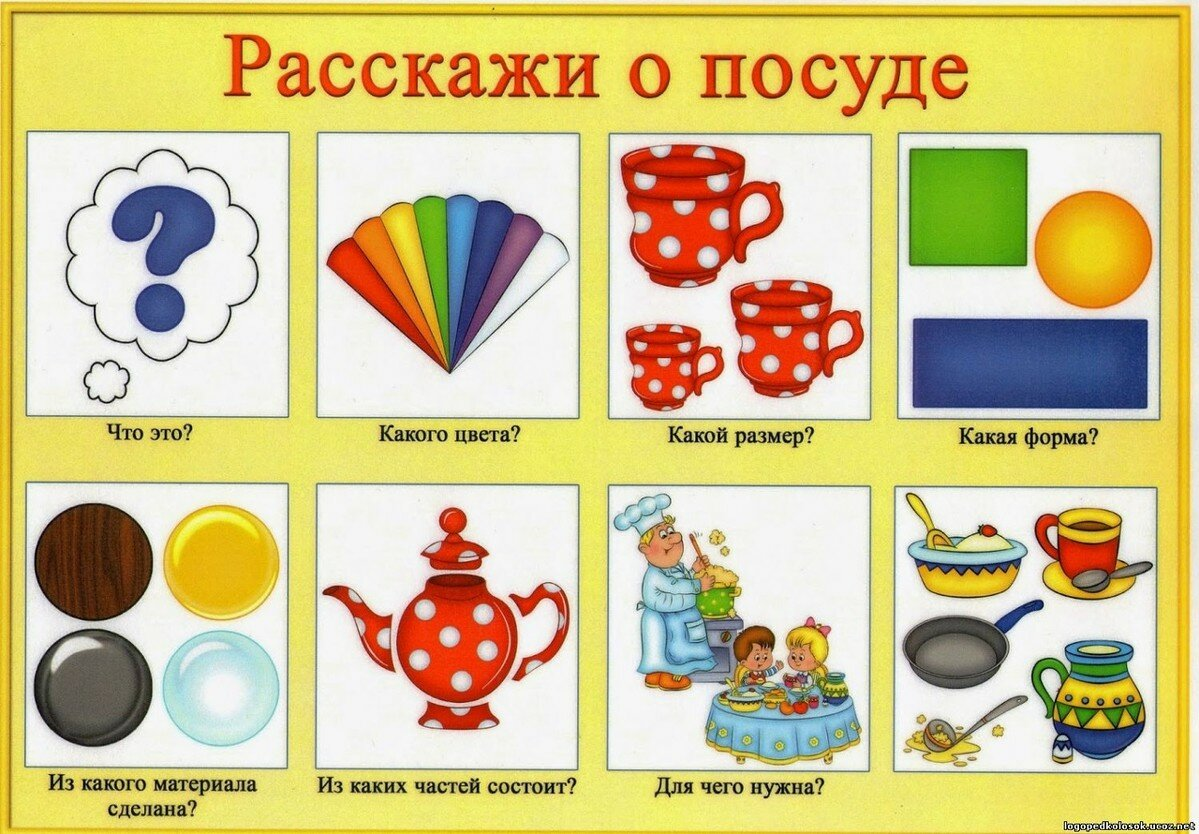 Расскажи о посуде
Что это?
Какого цвета?
Какой размер?
Какая форма?
Из какого материала
сделана?
Из каких частей состоит?
Для чего нужна?
logopedkolosok.ucoz.net